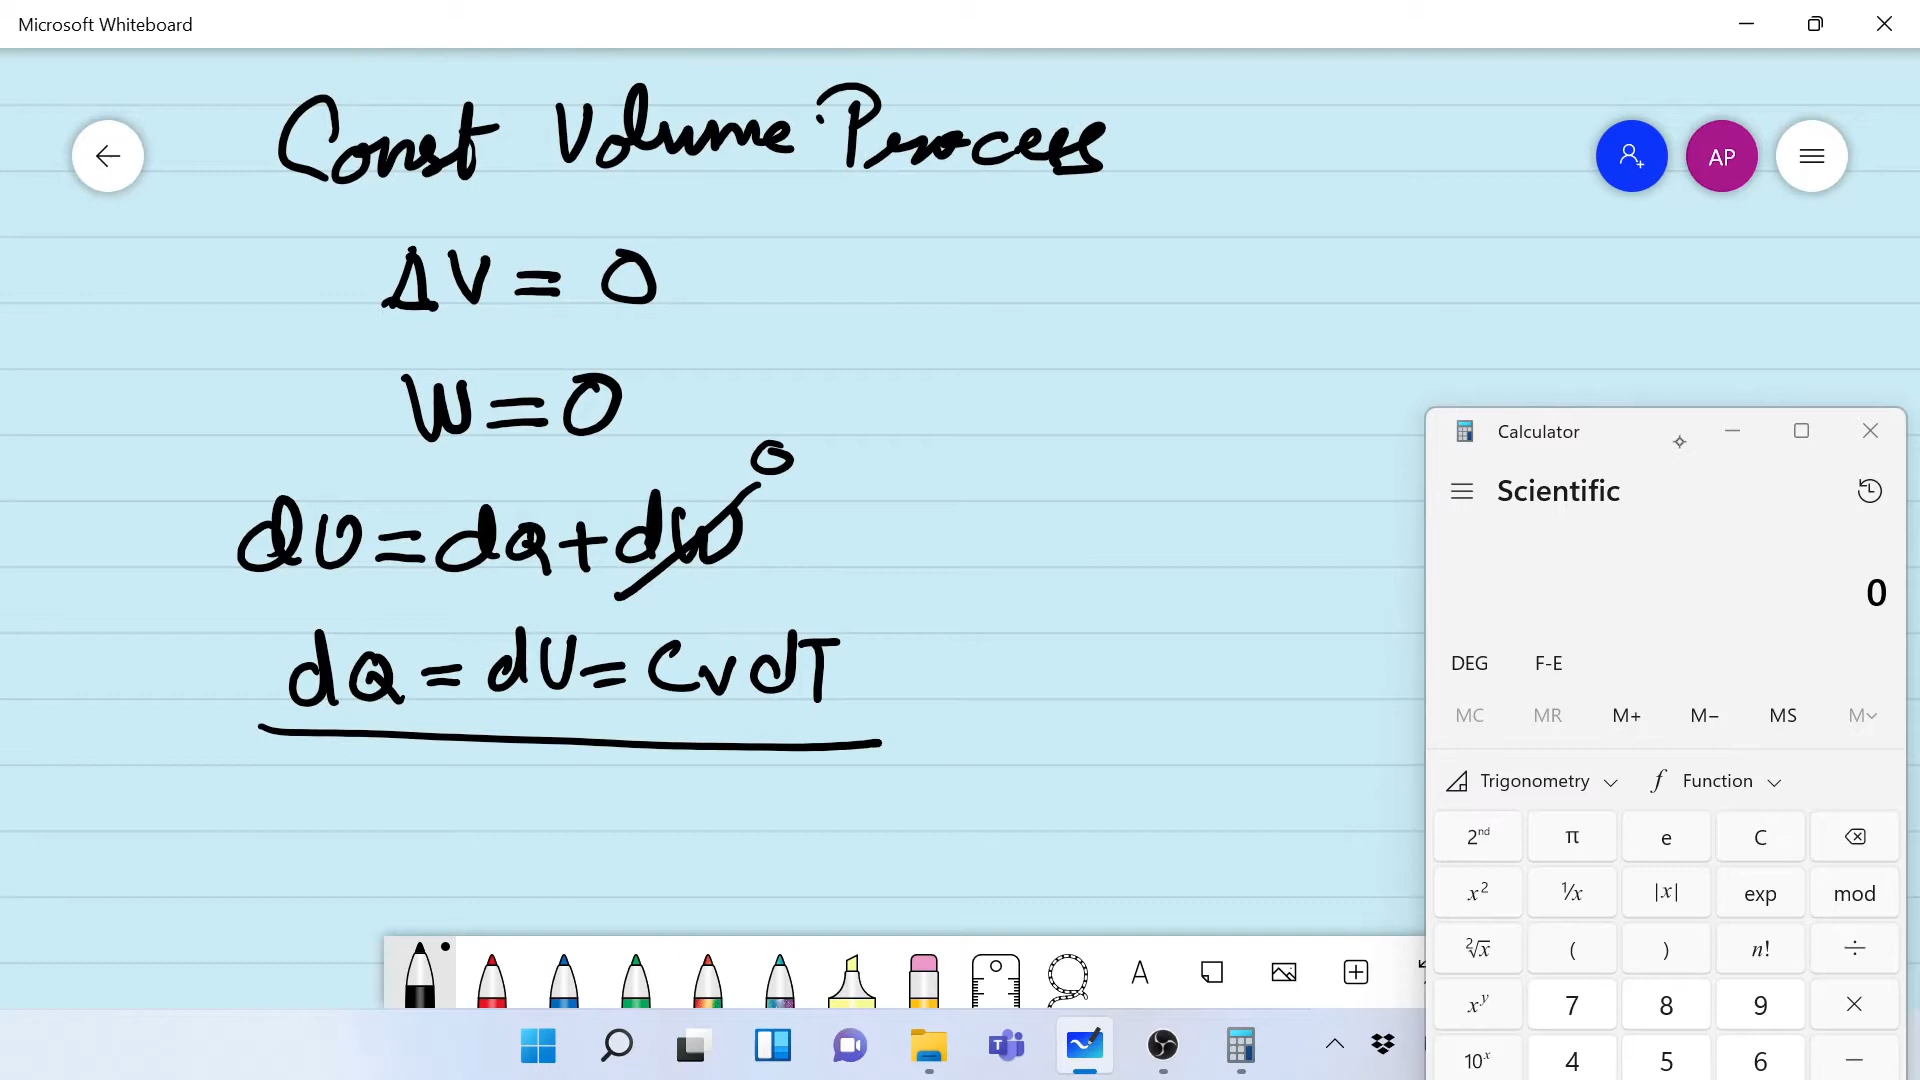 Microsoft Whiteboard
Const Volume Process
AP
ΔV = 0
W = 0
0
dU = dQ + dW
dQ = dU = CvdT
Calculator
Scientific
0
DEG F-E
MC MR M+ M− MS M
Trigonometry f Function
2nd π e C
x² ¹/x |x| exp mod
²√x ( ) n! ÷
xʸ 7 8 9 ×
10ˣ 4 5 6 −
A
T